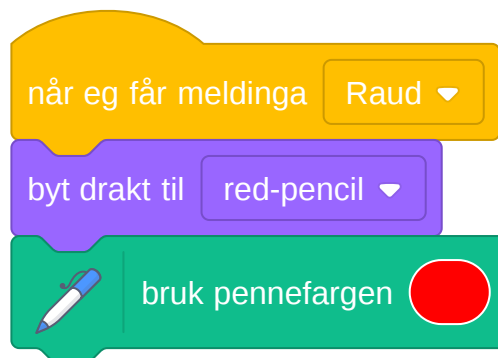 når eg får meldinga Raud
byt drakt til red-pencil
bruk pennefargen